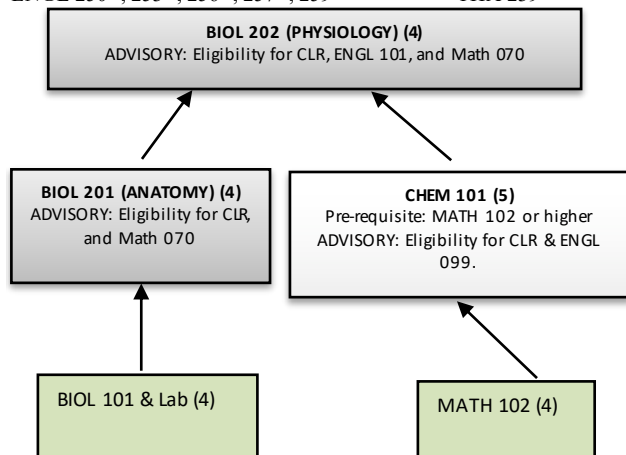 BIOL 202 (PHYSIOLOGY) (4)
ADVISORY: Eligibility for CLR, ENGL 101, and Math 070
BIOL 201 (ANATOMY) (4)
ADVISORY: Eligibility for CLR,
and Math 070
CHEM 101 (5)
Pre-requisite: MATH 102 or higher
ADVISORY: Eligibility for CLR & ENGL
099.
BIOL 101 & Lab (4)
MATH 102 (4)